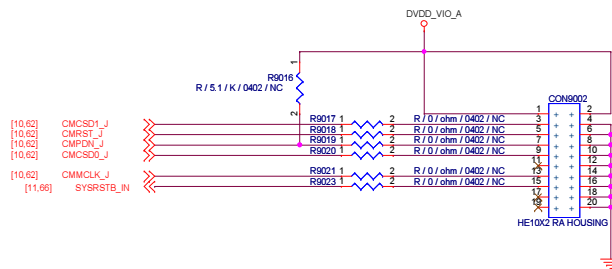 DVDD_VIO_A
1
R9016
R / 5.1 / K / 0402 / NC
2
CON9002
[10,62] CMCSD1_J R9017 1 2 R / 0 / ohm / 0402 / NC 1 2
[10,62] CMRST_J R9018 1 2 R / 0 / ohm / 0402 / NC 3 4
[10,62] CMPDN_J R9019 1 2 R / 0 / ohm / 0402 / NC 5 6
[10,62] CMCSD0_J R9020 1 2 R / 0 / ohm / 0402 / NC 7 8
9 10
11 12
[10,62] CMMCLK_J R9021 1 2 R / 0 / ohm / 0402 / NC 13 14
[11,66] SYSRSTB_IN R9023 1 2 R / 0 / ohm / 0402 / NC 15 16
17 18
19 20
HE10X2 RA HOUSING